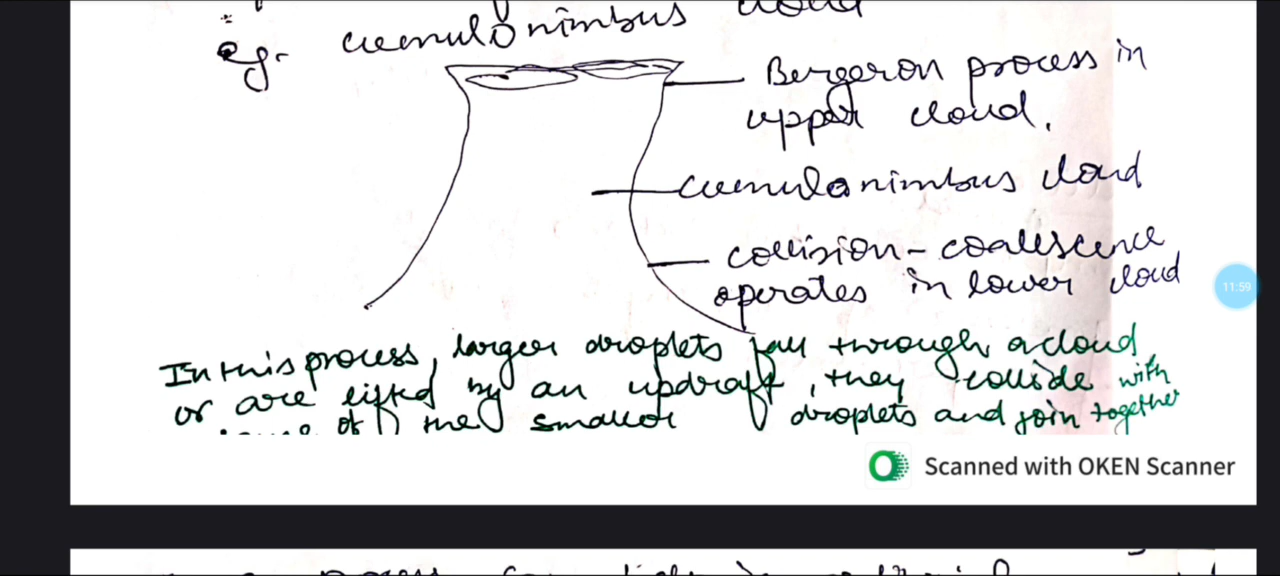 eg- cumulonimbus cloud
Bergeron process in
upper cloud.
cumulonimbus cloud
collision-coalescence
operates in lower cloud
11:59
In this process, larger droplets fall through a cloud
or are lifted by an updraft, they collide with
of the smaller droplets and join together
Scanned with OKEN Scanner
process